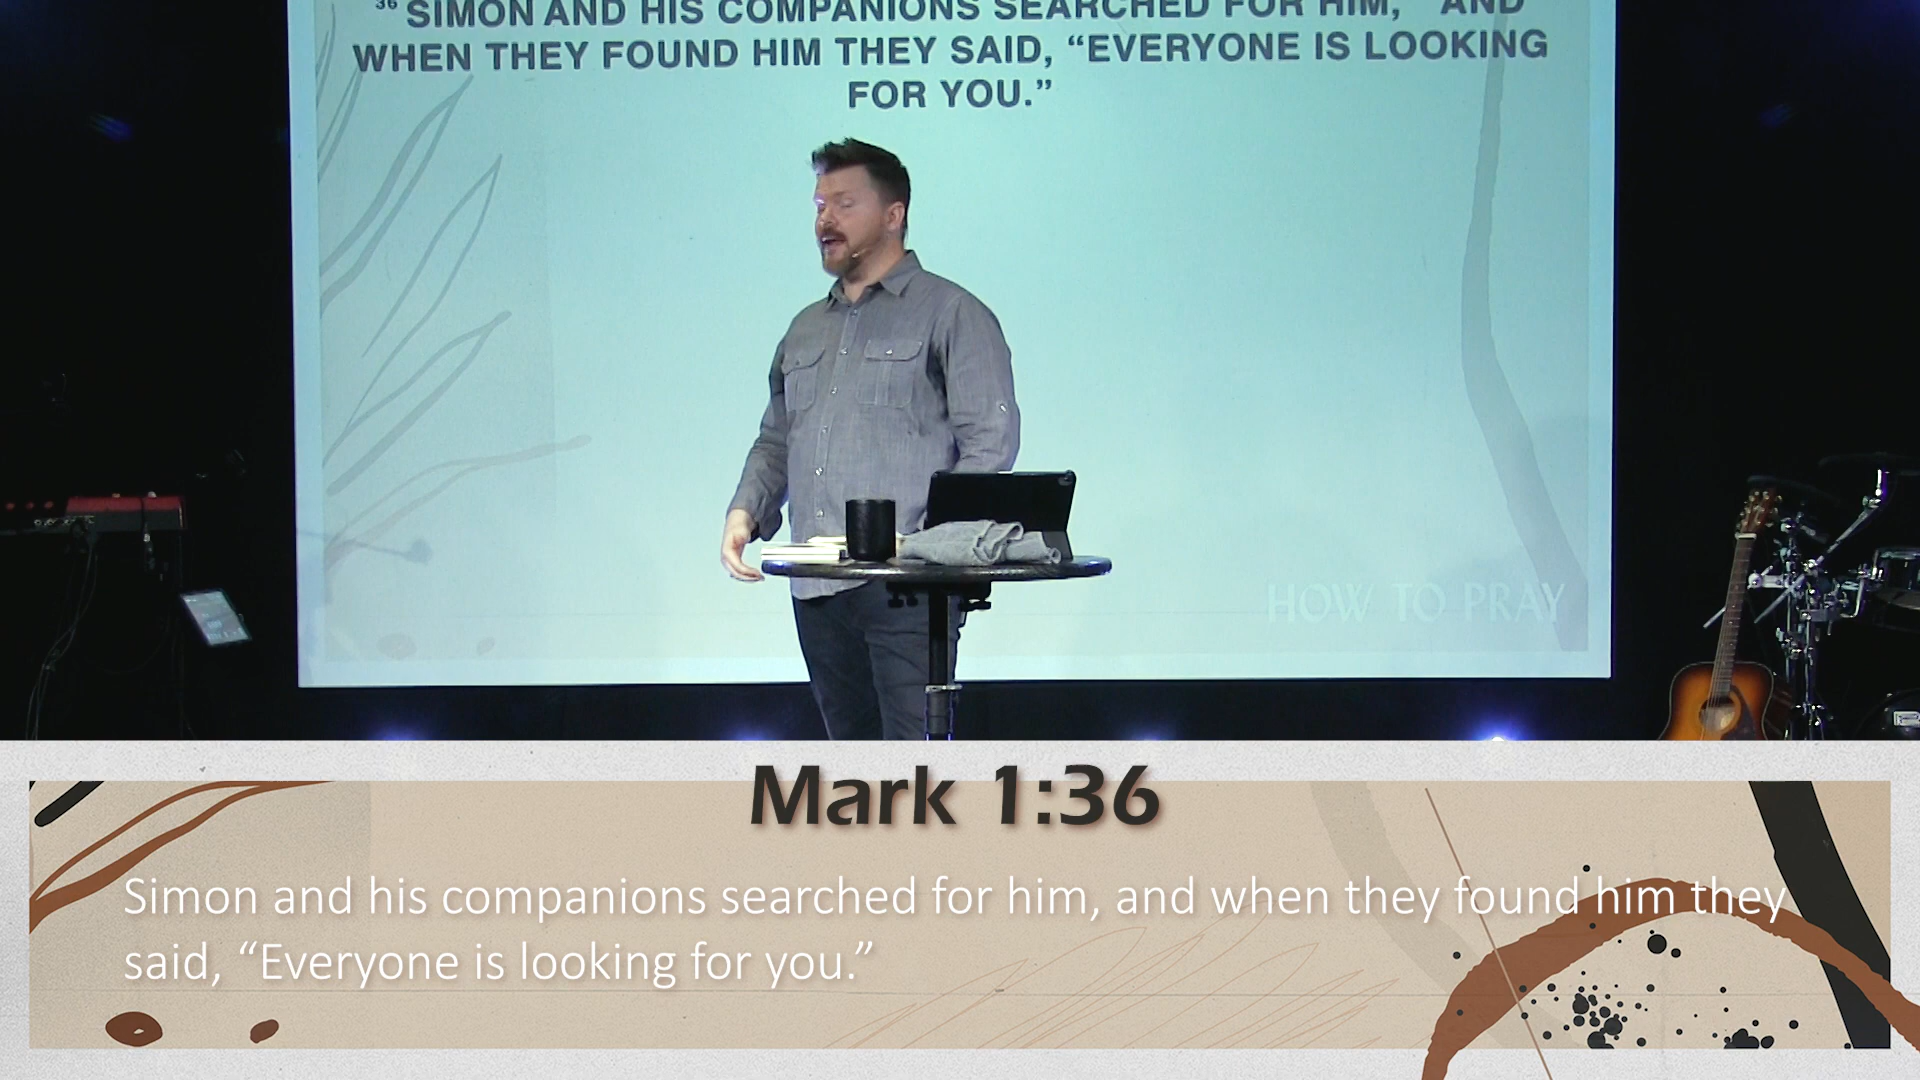 36 SIMON AND HIS COMPANIONS SEARCHED FOR HIM, AND
WHEN THEY FOUND HIM THEY SAID, “EVERYONE IS LOOKING
FOR YOU.”
HOW TO PRAY
Mark 1:36
Simon and his companions searched for him, and when they found him they
said, “Everyone is looking for you.”